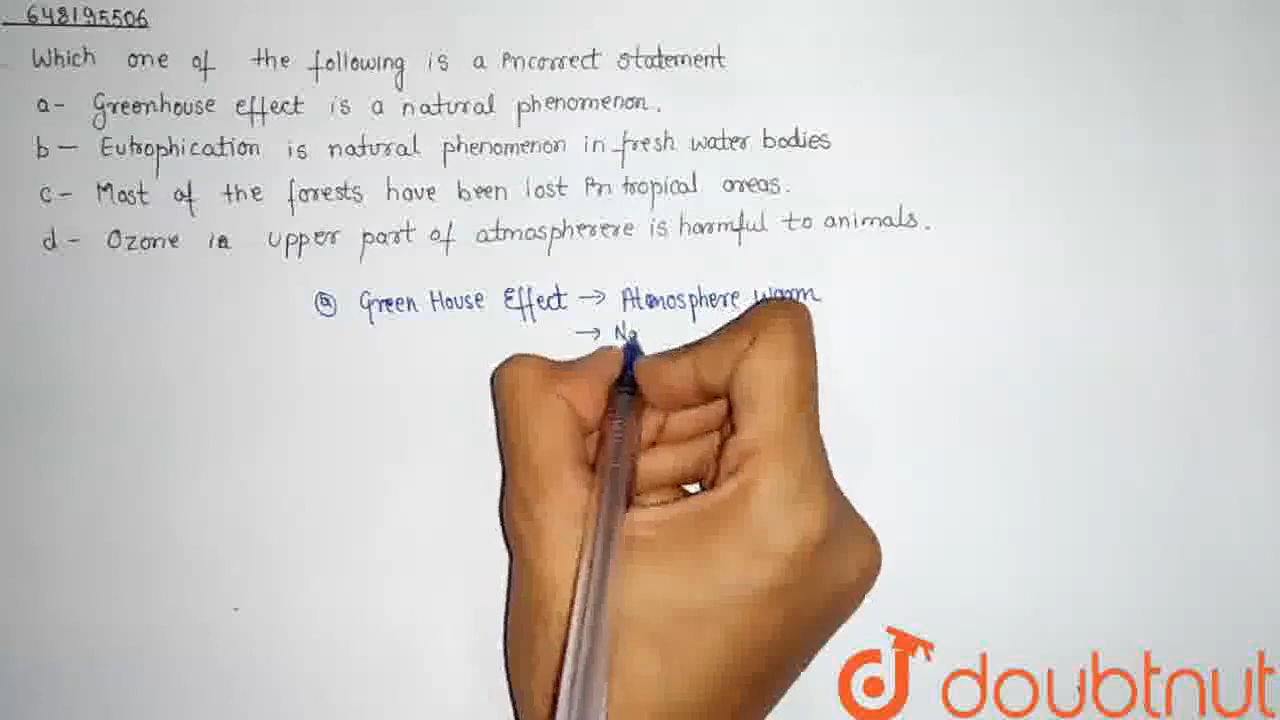 648195506
Which one of the following is a incorrect statement
a- Greenhouse effect is a natural phenomenon.
b- Eutrophication is natural phenomenon in fresh water bodies
c- Most of the forests have been lost in tropical areas.
d- Ozone in upper part of atmospherere is harmful to animals.
ⓐ Green House Effect → Atmosphere warm
→ Na
doubtnut